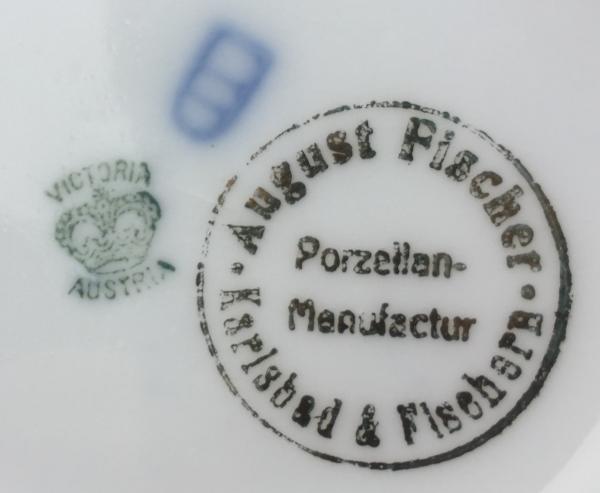 VICTORIA
AUSTRIA
August Fischer
Porzellan-
Manufactur
Karlsbad & Fischern